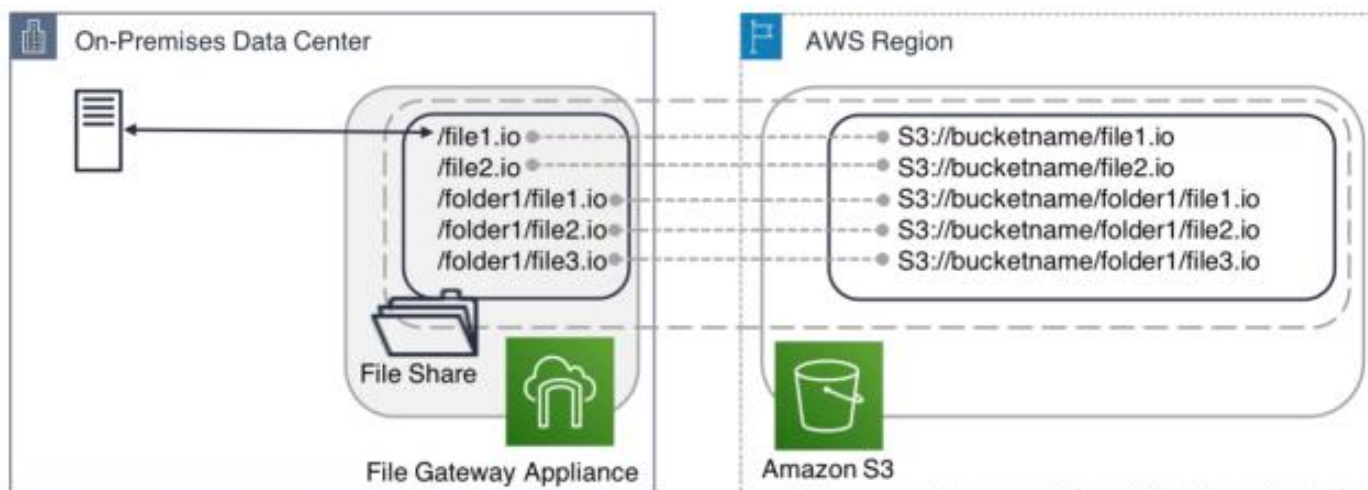 On-Premises Data Center
/file1.io
/file2.io
/folder1/file1.io
/folder1/file2.io
/folder1/file3.io
File Share
File Gateway Appliance
AWS Region
S3://bucketname/file1.io
S3://bucketname/file2.io
S3://bucketname/folder1/file1.io
S3://bucketname/folder1/file2.io
S3://bucketname/folder1/file3.io
Amazon S3